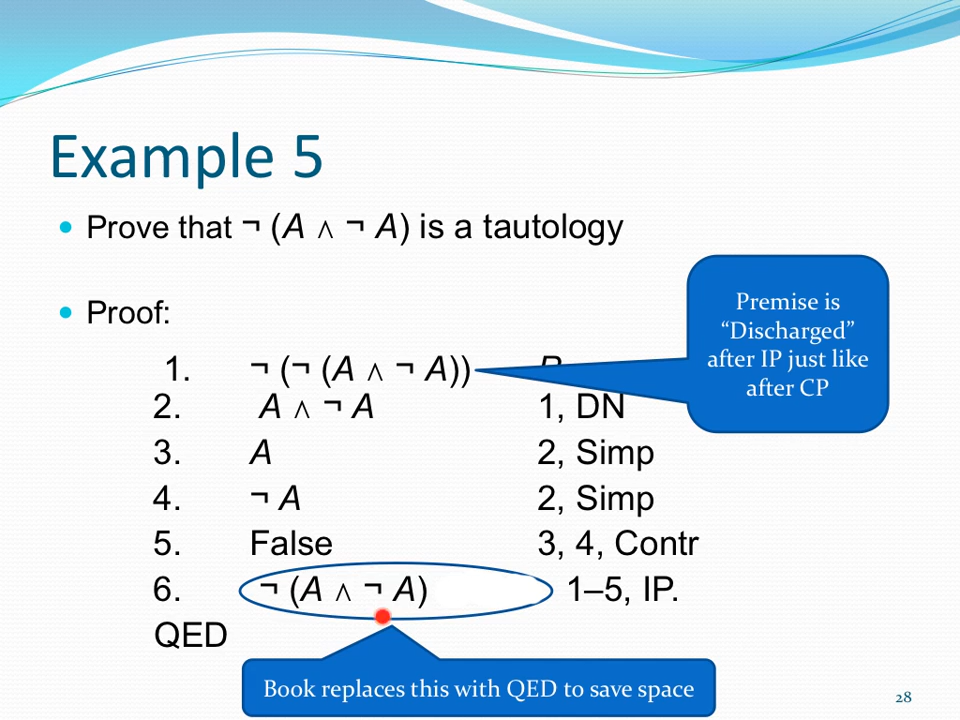 Example 5
Prove that ¬ (A ∧ ¬ A) is a tautology
Proof:
Premise is
“Discharged”
after IP just like
after CP
1. ¬ (¬ (A ∧ ¬ A))
2. A ∧ ¬ A 1, DN
3. A 2, Simp
4. ¬ A 2, Simp
5. False 3, 4, Contr
6. ¬ (A ∧ ¬ A) 1–5, IP.
QED
Book replaces this with QED to save space
28